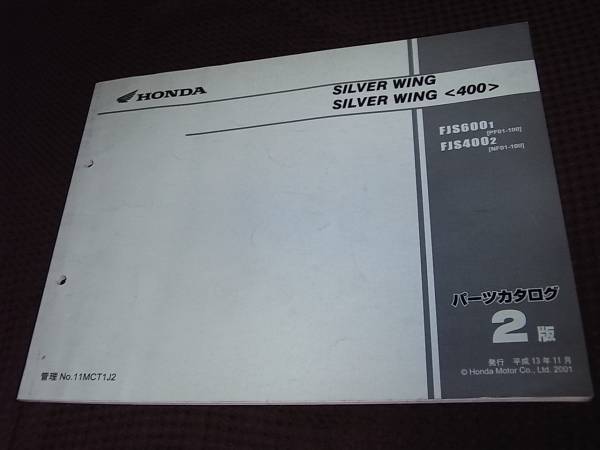 HONDA
SILVER WING
SILVER WING <400>
FJS6001
[PF01-100]
FJS4002
[NF01-100]
パーツカタログ
2版
発行 平成13年11月
© Honda Motor Co., Ltd. 2001
管理 No.11MCT1J2